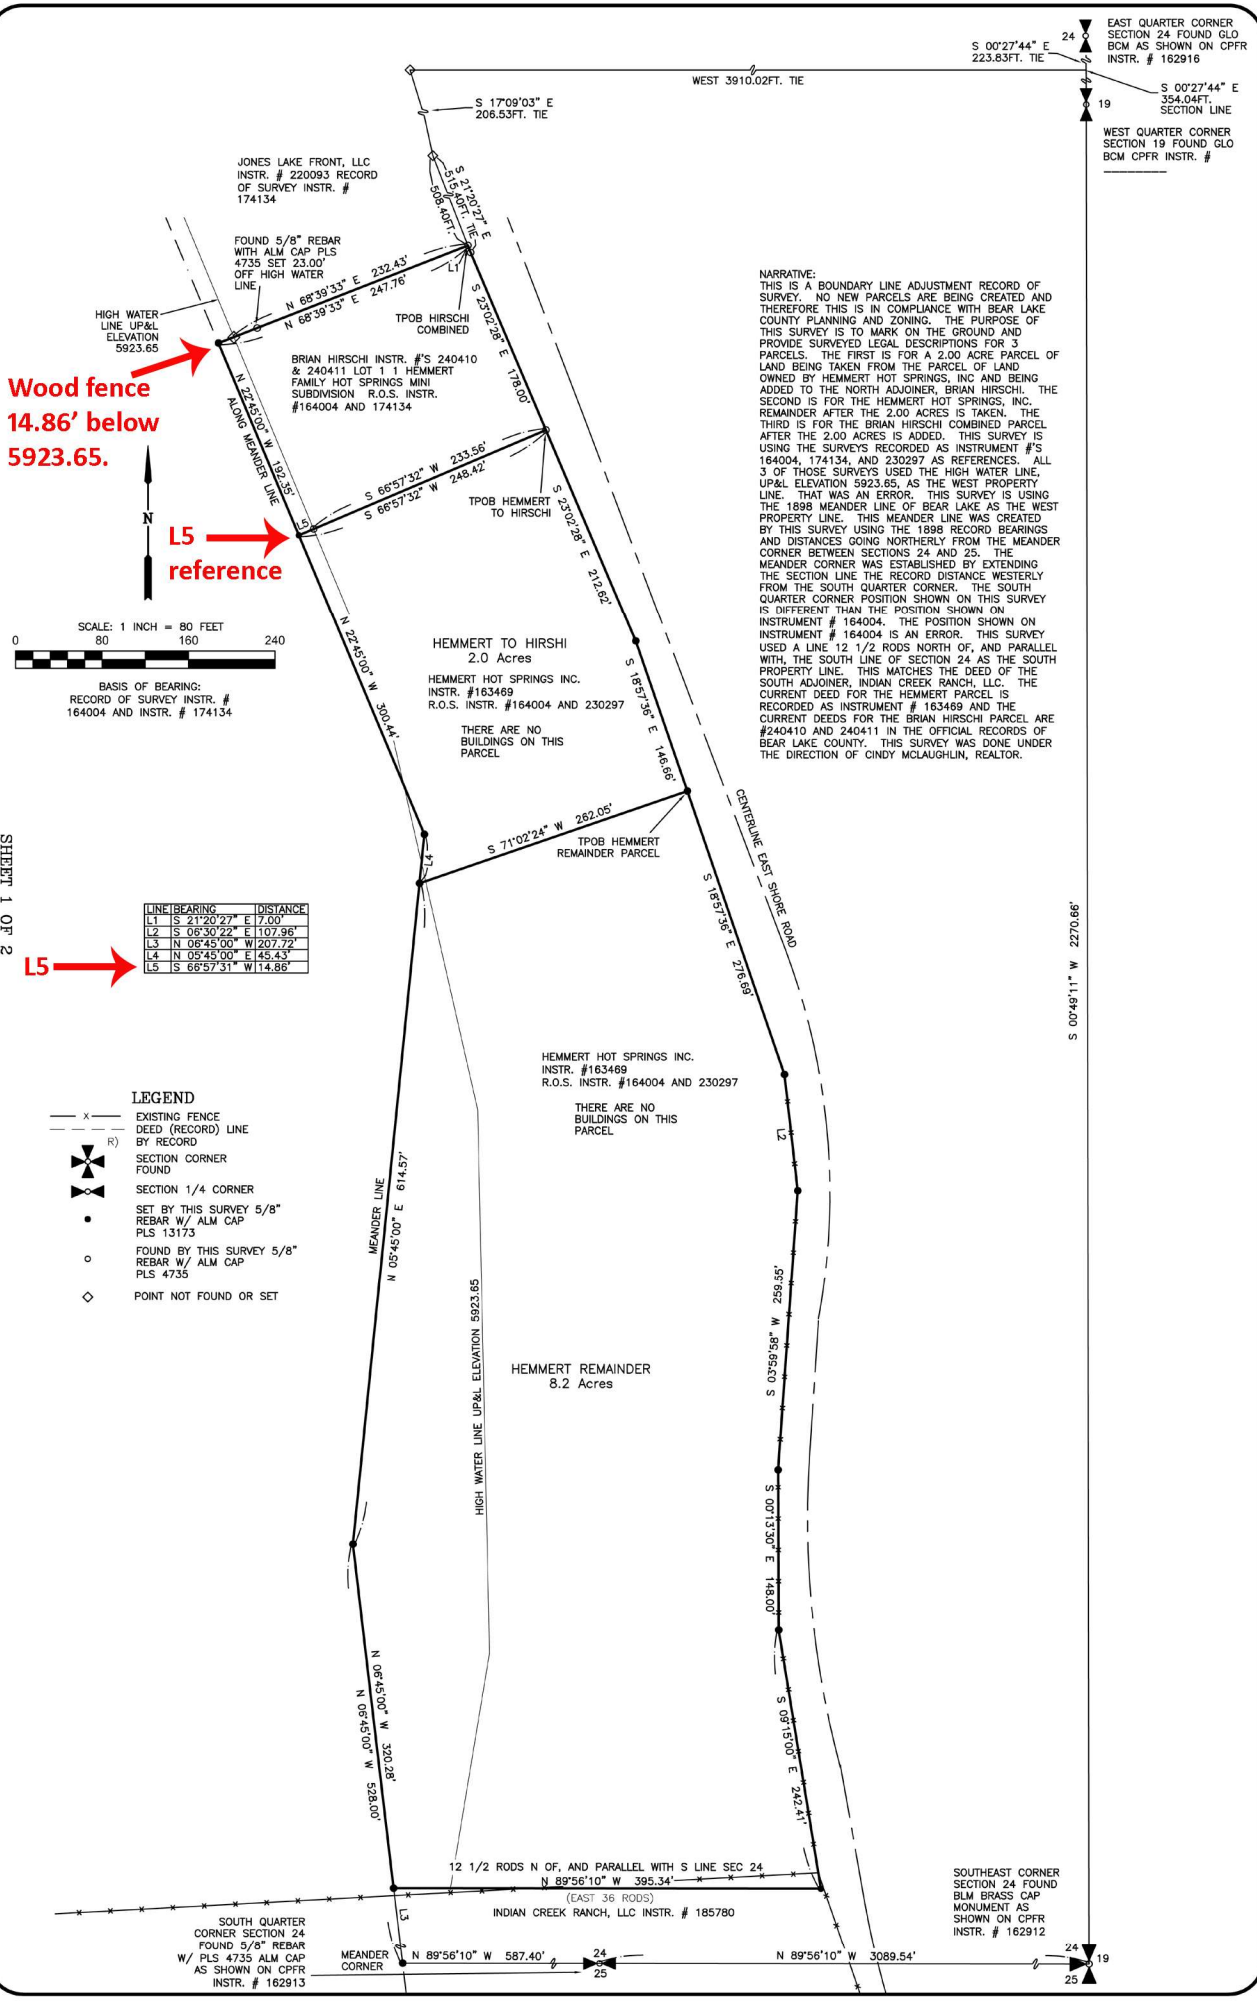 EAST QUARTER CORNER
SECTION 24 FOUND GLO
BCM AS SHOWN ON CPFR
INSTR. # 162916
24
S 00°27'44" E
223.83FT. TIE
WEST 3910.02FT. TIE
S 00°27'44" E
354.04FT.
SECTION LINE
19
WEST QUARTER CORNER
SECTION 19 FOUND GLO
BCM CPFR INSTR. #
S 17°09'03" E
206.53FT. TIE
JONES LAKE FRONT, LLC
INSTR. # 220093 RECORD
OF SURVEY INSTR. #
174134
S 21°20'27" E
515.40FT. TIE
508.40FT.
FOUND 5/8" REBAR
WITH ALM CAP PLS
4735 SET 23.00'
OFF HIGH WATER
LINE
N 68°39'33" E 232.43'
N 68°39'33" E 247.76'
L1
HIGH WATER
LINE UP&L
ELEVATION
5923.65
TPOB HIRSCHI
COMBINED
S 23°02'28" E 178.00'
Wood fence
14.86' below
5923.65.
BRIAN HIRSCHI INSTR. #'S 240410
& 240411 LOT 1 1 HEMMERT
FAMILY HOT SPRINGS MINI
SUBDIVISION R.O.S. INSTR.
#164004 AND 174134
N 22°45'00" W 192.35'
ALONG MEANDER LINE
S 66°57'32" W 233.56'
S 66°57'32" W 248.42'
TPOB HEMMERT
TO HIRSCHI
L5
N
L5
reference
S 23°02'28" E 212.62'
NARRATIVE:
THIS IS A BOUNDARY LINE ADJUSTMENT RECORD OF
SURVEY. NO NEW PARCELS ARE BEING CREATED AND
THEREFORE THIS IS IN COMPLIANCE WITH BEAR LAKE
COUNTY PLANNING AND ZONING. THE PURPOSE OF
THIS SURVEY IS TO MARK ON THE GROUND AND
PROVIDE SURVEYED LEGAL DESCRIPTIONS FOR 3
PARCELS. THE FIRST IS FOR A 2.00 ACRE PARCEL OF
LAND BEING TAKEN FROM THE PARCEL OF LAND
OWNED BY HEMMERT HOT SPRINGS, INC AND BEING
ADDED TO THE NORTH ADJOINER, BRIAN HIRSCHI. THE
SECOND IS FOR THE HEMMERT HOT SPRINGS, INC.
REMAINDER AFTER THE 2.00 ACRES IS TAKEN. THE
THIRD IS FOR THE BRIAN HIRSCHI COMBINED PARCEL
AFTER THE 2.00 ACRES IS ADDED. THIS SURVEY IS
USING THE SURVEYS RECORDED AS INSTRUMENT #'S
164004, 174134, AND 230297 AS REFERENCES. ALL
3 OF THOSE SURVEYS USED THE HIGH WATER LINE,
UP&L ELEVATION 5923.65, AS THE WEST PROPERTY
LINE. THAT WAS AN ERROR. THIS SURVEY IS USING
THE 1898 MEANDER LINE OF BEAR LAKE AS THE WEST
PROPERTY LINE. THIS MEANDER LINE WAS CREATED
BY THIS SURVEY USING THE 1898 RECORD BEARINGS
AND DISTANCES GOING NORTHERLY FROM THE MEANDER
CORNER BETWEEN SECTIONS 24 AND 25. THE
MEANDER CORNER WAS ESTABLISHED BY EXTENDING
THE SECTION LINE THE RECORD DISTANCE WESTERLY
FROM THE SOUTH QUARTER CORNER. THE SOUTH
QUARTER CORNER POSITION SHOWN ON THIS SURVEY
IS DIFFERENT THAN THE POSITION SHOWN ON
INSTRUMENT # 164004. THE POSITION SHOWN ON
INSTRUMENT # 164004 IS AN ERROR. THIS SURVEY
USED A LINE 12 1/2 RODS NORTH OF, AND PARALLEL
WITH, THE SOUTH LINE OF SECTION 24 AS THE SOUTH
PROPERTY LINE. THIS MATCHES THE DEED OF THE
SOUTH ADJOINER, INDIAN CREEK RANCH, LLC. THE
CURRENT DEED FOR THE HEMMERT PARCEL IS
RECORDED AS INSTRUMENT # 163469 AND THE
CURRENT DEEDS FOR THE BRIAN HIRSCHI PARCEL ARE
#240410 AND 240411 IN THE OFFICIAL RECORDS OF
BEAR LAKE COUNTY. THIS SURVEY WAS DONE UNDER
THE DIRECTION OF CINDY MCLAUGHLIN, REALTOR.
SCALE: 1 INCH = 80 FEET
0 80 160 240
BASIS OF BEARING:
RECORD OF SURVEY INSTR. #
164004 AND INSTR. # 174134
N 22°45'00" W 300.44'
HEMMERT TO HIRSHI
2.0 Acres
HEMMERT HOT SPRINGS INC.
INSTR. #163469
R.O.S. INSTR. #164004 AND 230297
THERE ARE NO
BUILDINGS ON THIS
PARCEL
S 18°57'36" E 146.66'
S 71°02'24" W 262.05'
TPOB HEMMERT
REMAINDER PARCEL
L4
CENTERLINE EAST SHORE ROAD
SHEET 1 OF 2
S 18°57'36" E 276.69'
S 00°49'11" W 2270.66'
LINE BEARING DISTANCE
L1 S 21°20'27" E 7.00'
L2 S 06°30'22" E 107.96'
L3 N 06°45'00" W 207.72'
L4 N 05°45'00" E 45.43'
L5 S 66°57'31" W 14.86'
L5
HEMMERT HOT SPRINGS INC.
INSTR. #163469
R.O.S. INSTR. #164004 AND 230297
THERE ARE NO
BUILDINGS ON THIS
PARCEL
L2
LEGEND
x EXISTING FENCE
DEED (RECORD) LINE
R) BY RECORD
SECTION CORNER
FOUND
SECTION 1/4 CORNER
SET BY THIS SURVEY 5/8"
REBAR W/ ALM CAP
PLS 13173
FOUND BY THIS SURVEY 5/8"
REBAR W/ ALM CAP
PLS 4735
POINT NOT FOUND OR SET
MEANDER LINE
N 05°45'00" E 614.57'
HIGH WATER LINE UP&L ELEVATION 5923.65
S 03°59'58" W 259.55'
HEMMERT REMAINDER
8.2 Acres
S 00°13'30" E 148.00'
N 06°45'00" W 320.28'
N 06°45'00" W 528.00'
S 09°15'00" E 242.41'
12 1/2 RODS N OF, AND PARALLEL WITH S LINE SEC 24
N 89°56'10" W 395.34'
(EAST 36 RODS)
INDIAN CREEK RANCH, LLC INSTR. # 185780
L3
SOUTH QUARTER
CORNER SECTION 24
FOUND 5/8" REBAR
W/ PLS 4735 ALM CAP
AS SHOWN ON CPFR
INSTR. # 162913
MEANDER
CORNER
N 89°56'10" W 587.40'
24
25
N 89°56'10" W 3089.54'
SOUTHEAST CORNER
SECTION 24 FOUND
BLM BRASS CAP
MONUMENT AS
SHOWN ON CPFR
INSTR. # 162912
24
19
25